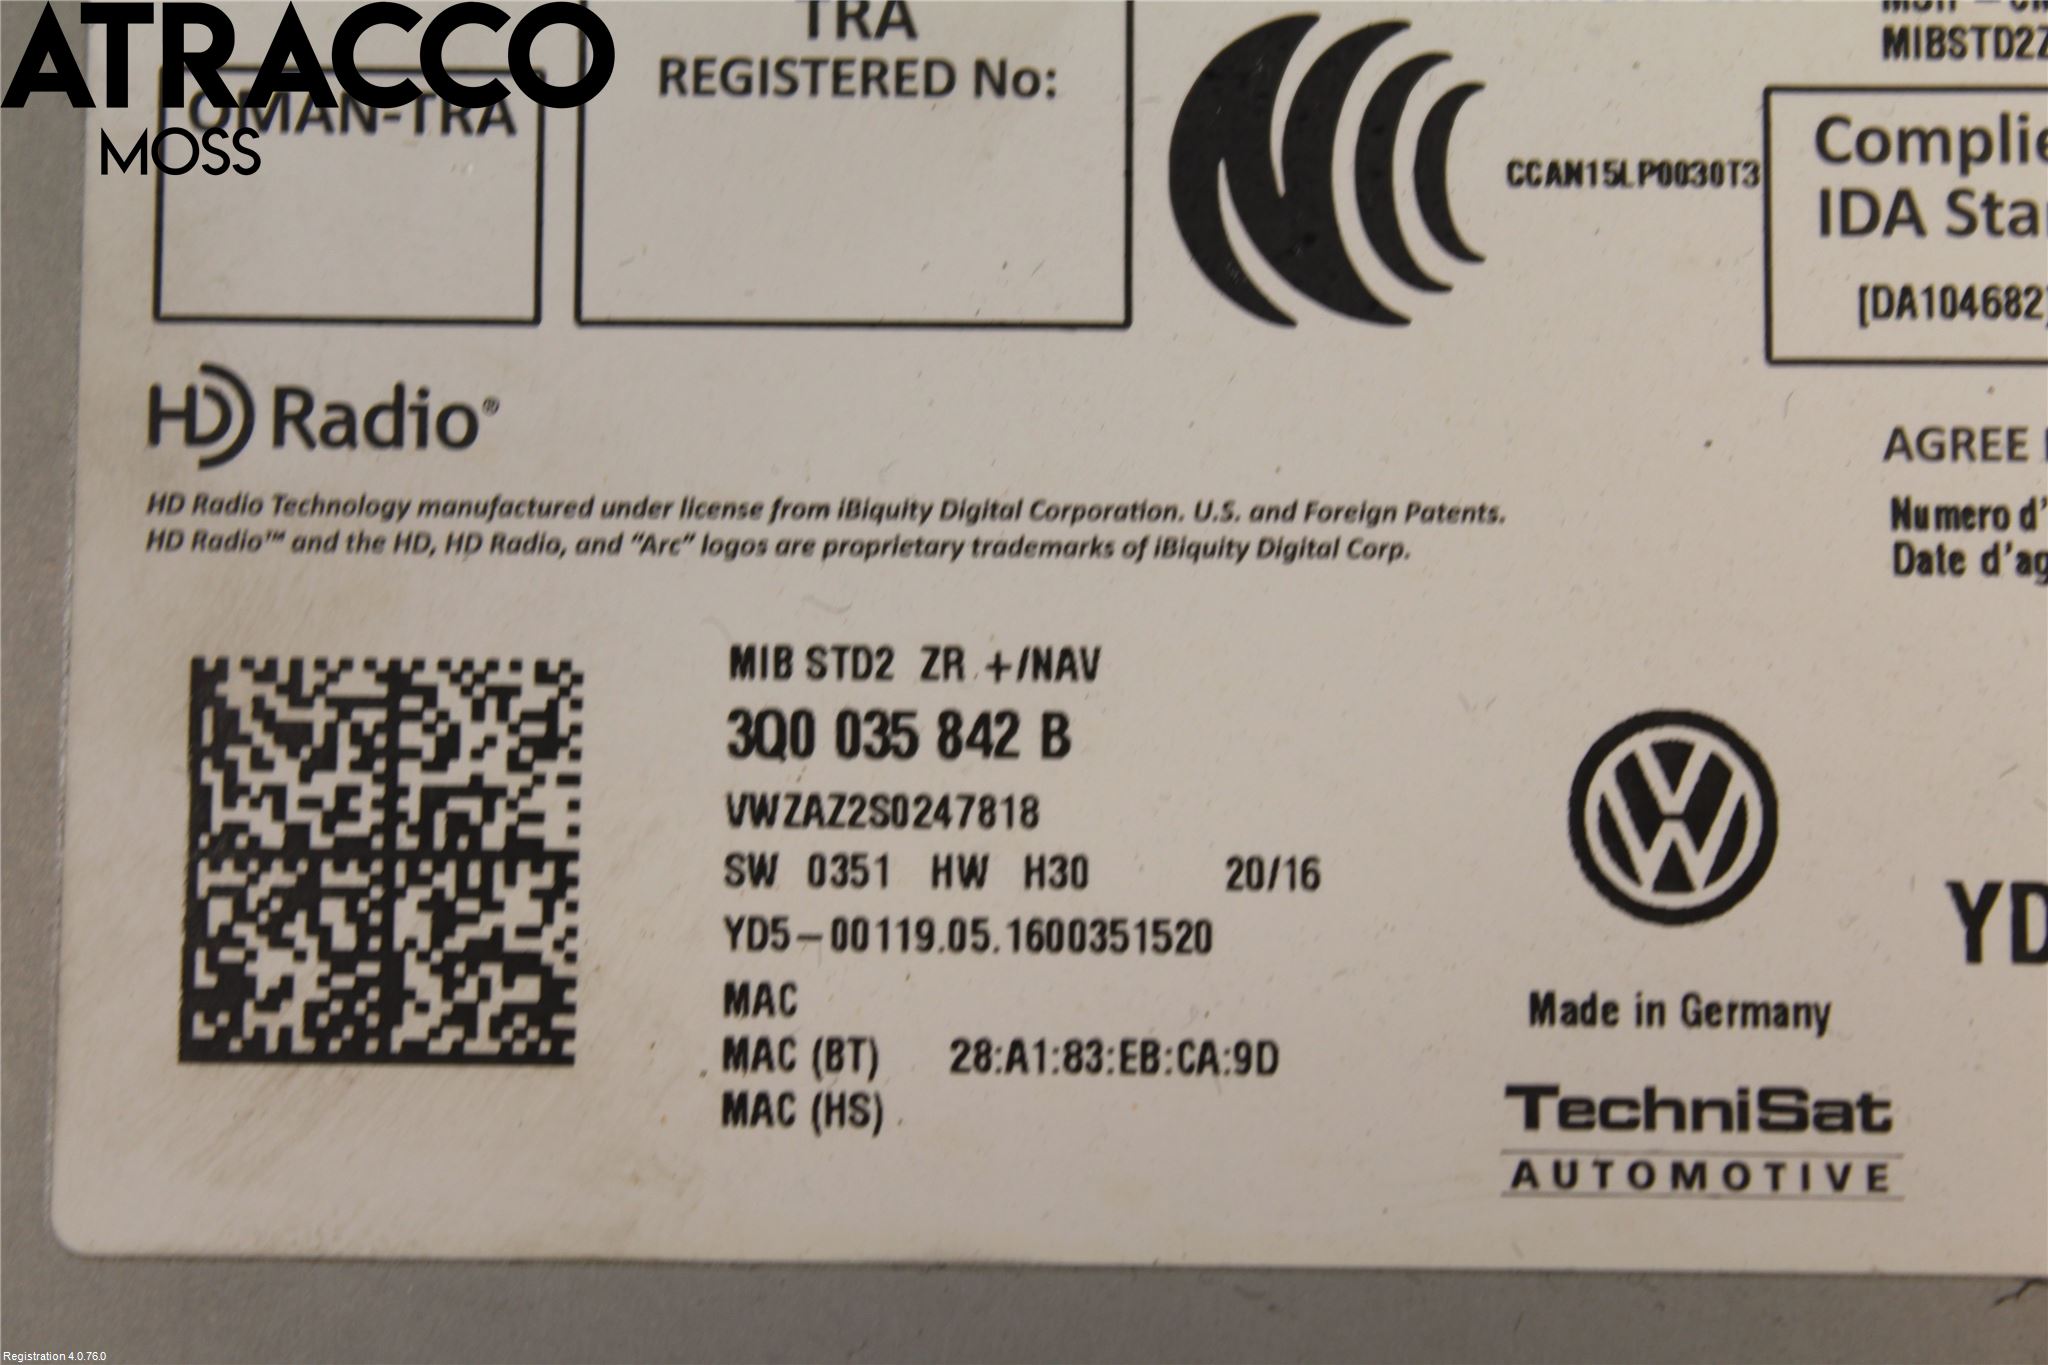 ATRACCO
MOSS
OMAN-TRA
TRA
REGISTERED No:
CCAN15LP0030T3
MIBSTD2Z
Complie
IDA Sta
[DA104682]
HD Radio®
HD Radio Technology manufactured under license from iBiquity Digital Corporation. U.S. and Foreign Patents.
HD Radio™ and the HD, HD Radio, and "Arc" logos are proprietary trademarks of iBiquity Digital Corp.
AGREE
Numero d'
Date d'ag
MIB STD2 ZR +/NAV
3Q0 035 842 B
VWZAZ2S0247818
SW 0351 HW H30 20/16
YD5-00119.05.1600351520
MAC
MAC (BT) 28:A1:83:EB:CA:9D
MAC (HS)
YD
Made in Germany
TechniSat
AUTOMOTIVE
Registration 4.0.76.0